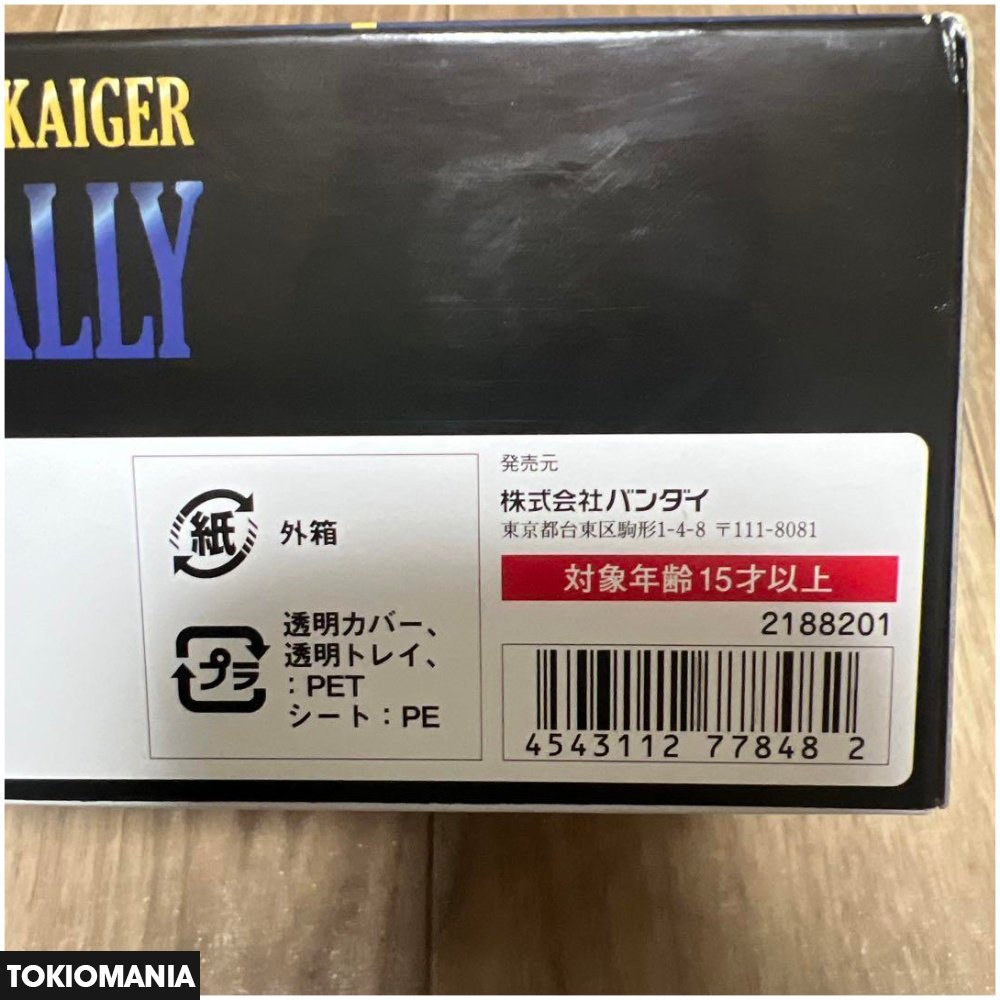 KAIGER
ALLY
紙 外箱
プラ
透明カバー、
透明トレイ、
:PET
シート:PE
発売元
株式会社バンダイ
東京都台東区駒形1-4-8 〒111-8081
対象年齢15才以上
2188201
4543112 77848 2
TOKIOMANIA